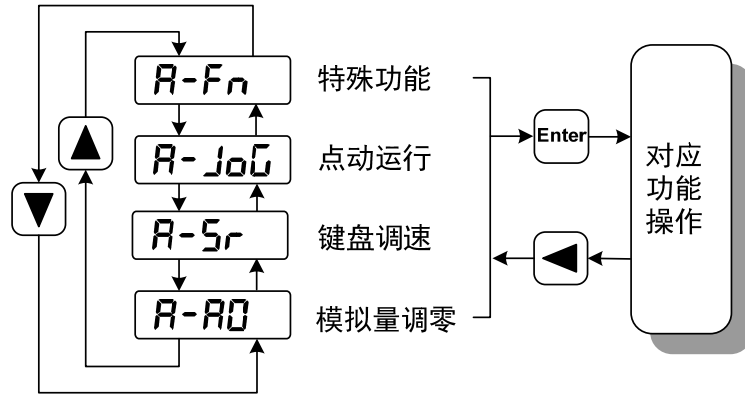 A-Fn 特殊功能
A-JoG 点动运行
A-Sr 键盘调速
A-A0 模拟量调零
Enter
对应
功能
操作